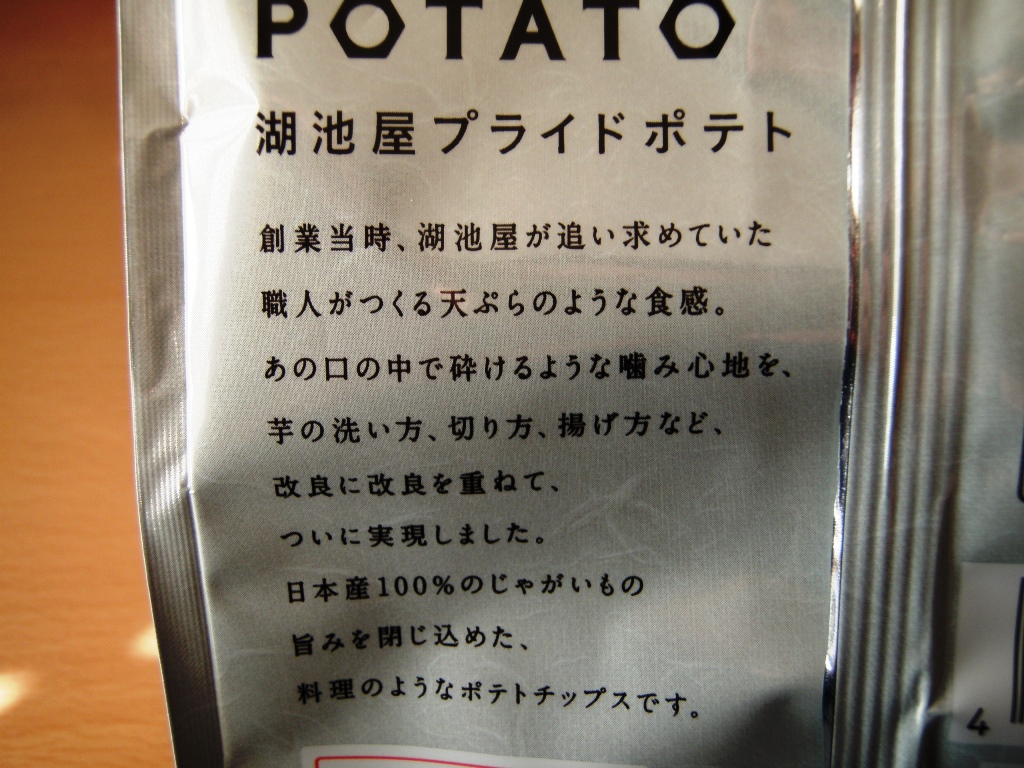 POTATO
湖池屋プライドポテト
創業当時、湖池屋が追い求めていた
職人がつくる天ぷらのような食感。
あの口の中で砕けるような噛み心地を、
芋の洗い方、切り方、揚げ方など、
改良に改良を重ねて、
ついに実現しました。
日本産100%のじゃがいもの
旨みを閉じ込めた、
料理のようなポテトチップスです。
4